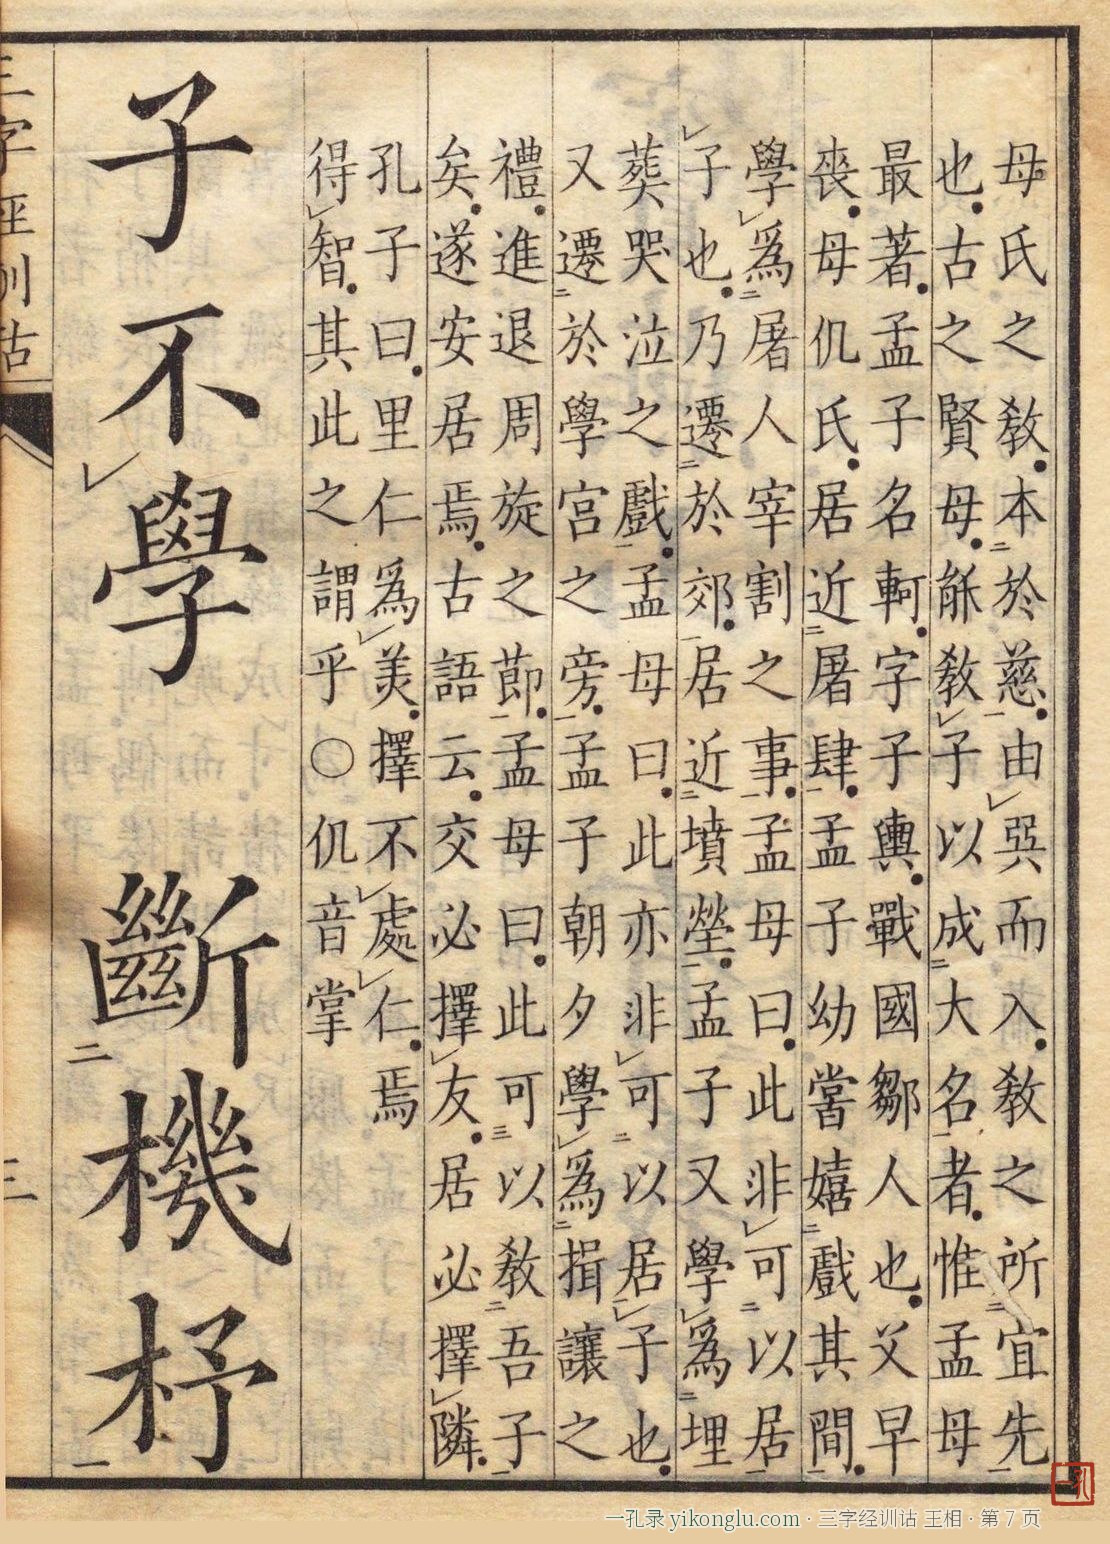 母氏之教本於慈由巽而入教之所宜先
也古之賢母能教子以成大名者惟孟母
最著孟子名軻字子輿戰國鄒人也父早
喪母仉氏居近屠肆孟子幼嘗嬉戲其間
學爲屠人宰割之事孟母曰此非可以居
子也乃遷於郊居近墳塋孟子又學爲埋
葬哭泣之戲孟母曰此亦非可以居子也
又遷於學宮之旁孟子朝夕學爲揖讓之
禮進退周旋之節孟母曰此可以教吾子
矣遂安居焉古語云交必擇友居必擇隣
孔子曰里仁爲美擇不處仁焉
得智其此之謂乎〇仉音掌
子不學 斷機杼
三字經訓詁 三
一孔录 yikonglu.com · 三字经训诂 王相 · 第 7 页
一孔